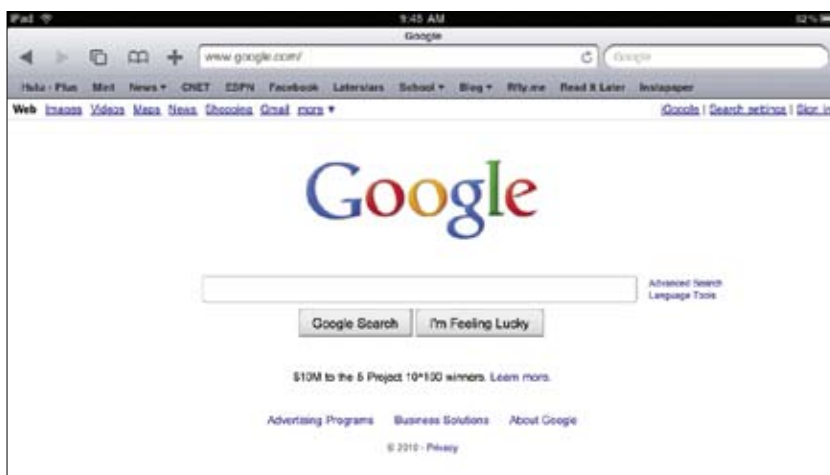 iPad 9:45 AM 82%
Google
www.google.com/ Google
Hulu - Plus Mint News CNET ESPN Facebook Laterstars School Blog Rfly.me Read It Later Instapaper
Web Images Videos Maps News Shopping Gmail more iGoogle | Search settings | Sign in
Google
Advanced Search
Language Tools
Google Search I'm Feeling Lucky
$10M to the 5 Project 10^100 winners. Learn more.
Advertising Programs Business Solutions About Google
© 2010 - Privacy